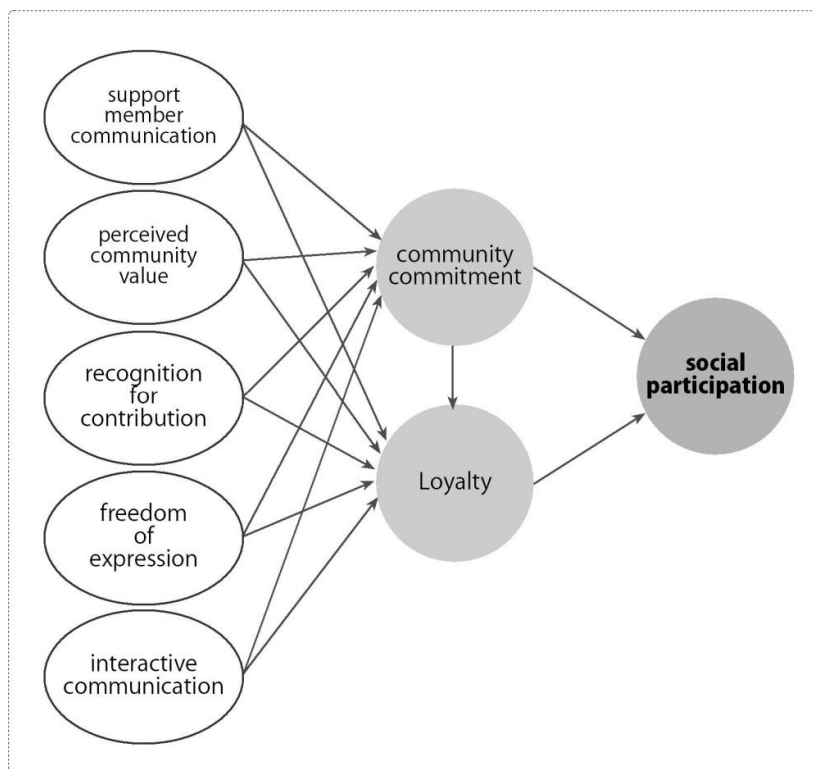 support
member
communication
perceived
community
value
recognition
for
contribution
freedom
of
expression
interactive
communication
community
commitment
Loyalty
social
participation